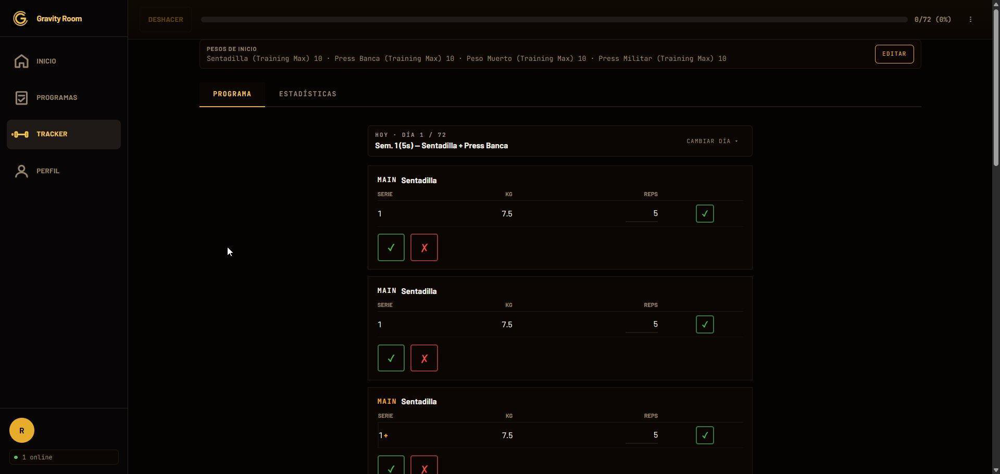 Gravity Room
INICIO
PROGRAMAS
TRACKER
PERFIL
R
1 online
DESHACER
0/72 (0%)
PESOS DE INICIO
Sentadilla (Training Max) 10 · Press Banca (Training Max) 10 · Peso Muerto (Training Max) 10 · Press Militar (Training Max) 10
EDITAR
PROGRAMA ESTADÍSTICAS
HOY · DÍA 1 / 72
Sem. 1 (5s) — Sentadilla + Press Banca
CAMBIAR DÍA
MAIN Sentadilla
SERIE KG REPS
1 7.5 5 ✓
✓ ✗
MAIN Sentadilla
SERIE KG REPS
1 7.5 5 ✓
✓ ✗
MAIN Sentadilla
SERIE KG REPS
1+ 7.5 5 ✓
✓ ✗